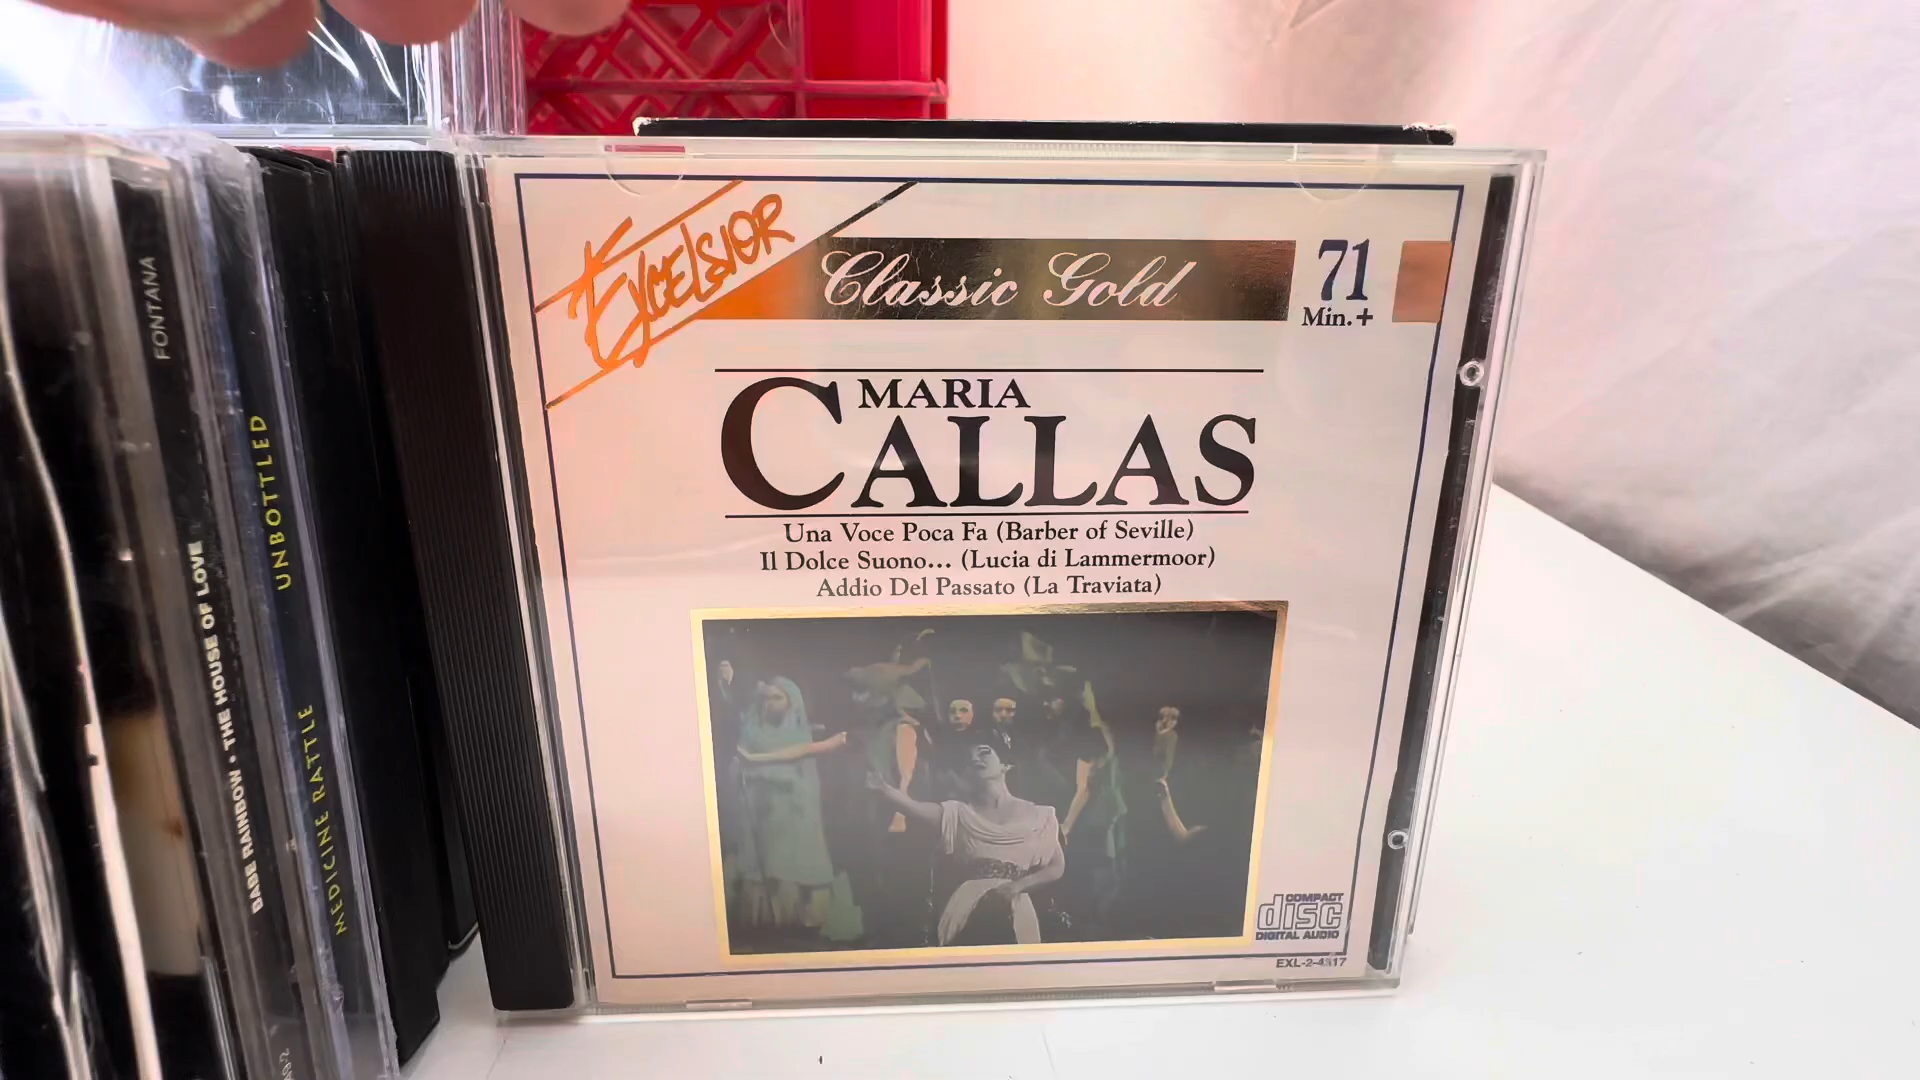 FONTANA
BABE RAINBOW • THE HOUSE OF LOVE
UNBOTTLED
MEDICINE RATTLE
EXCELSIOR
Classic Gold
71
Min.+
MARIA
CALLAS
Una Voce Poca Fa (Barber of Seville)
Il Dolce Suono... (Lucia di Lammermoor)
Addio Del Passato (La Traviata)
COMPACT
disc
DIGITAL AUDIO